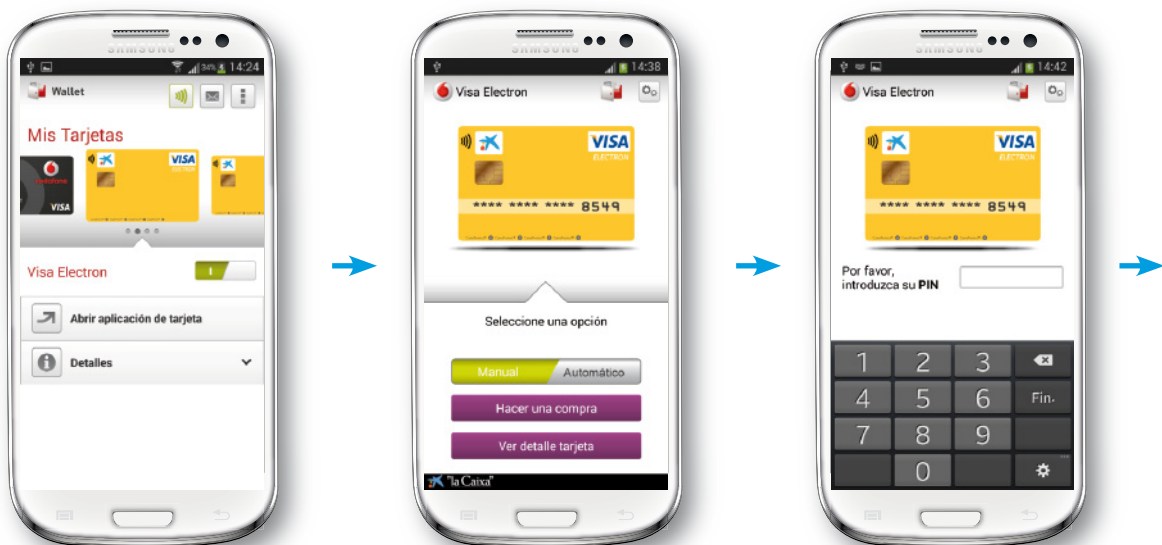 SAMSUNG
34% 14:24
Wallet
Mis Tarjetas
vodafone
VISA
VISA
ELECTRON
Visa Electron
Abrir aplicación de tarjeta
Detalles
SAMSUNG
14:38
Visa Electron
VISA
ELECTRON
**** **** **** 8549
Seleccione una opción
Manual
Automático
Hacer una compra
Ver detalle tarjeta
"la Caixa"
SAMSUNG
14:42
Visa Electron
VISA
ELECTRON
**** **** **** 8549
Por favor,
introduzca su PIN
1 2 3
4 5 6 Fin.
7 8 9
0